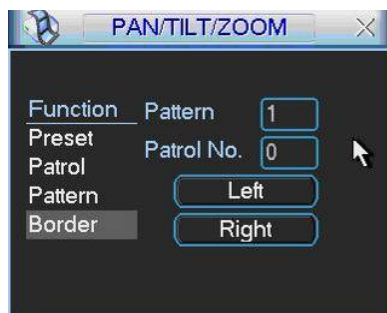 PAN/TILT/ZOOM
Function
Preset
Patrol
Pattern
Border
Pattern 1
Patrol No. 0
Left
Right